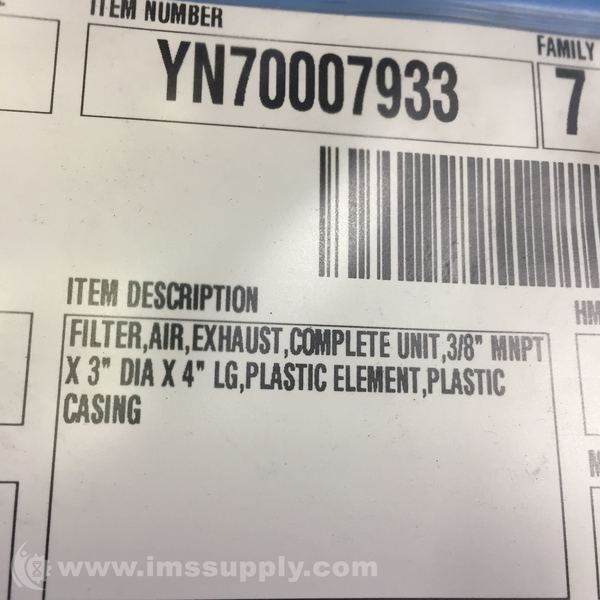 ITEM NUMBER
YN70007933
FAMILY
7
ITEM DESCRIPTION
FILTER,AIR,EXHAUST,COMPLETE UNIT,3/8" MNPT
X 3" DIA X 4" LG,PLASTIC ELEMENT,PLASTIC
CASING
HM
www.imssupply.com